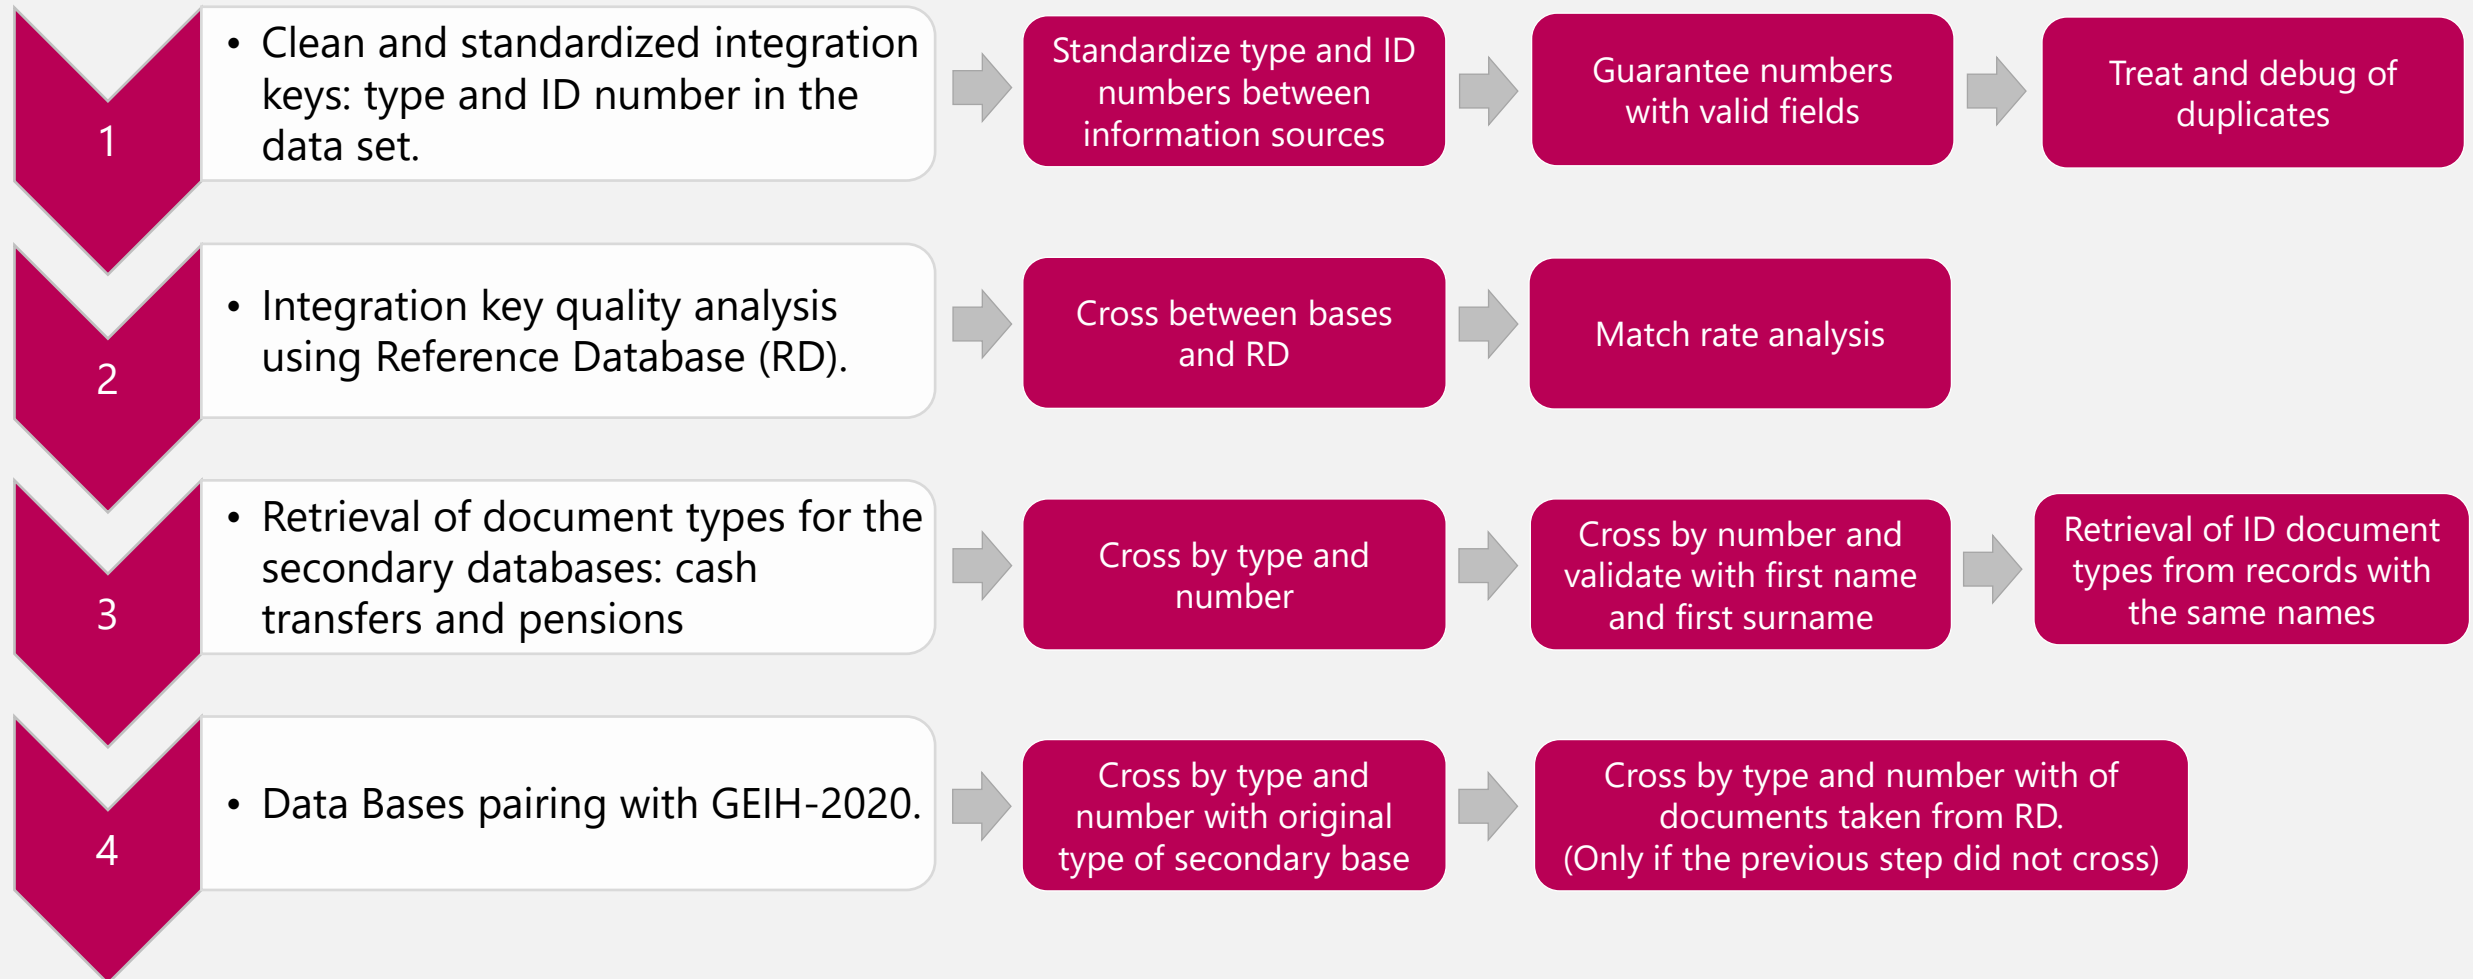 1
• Clean and standardized integration
keys: type and ID number in the
data set.
Standardize type and ID
numbers between
information sources
Guarantee numbers
with valid fields
Treat and debug of
duplicates
2
• Integration key quality analysis
using Reference Database (RD).
Cross between bases
and RD
Match rate analysis
3
• Retrieval of document types for the
secondary databases: cash
transfers and pensions
Cross by type and
number
Cross by number and
validate with first name
and first surname
Retrieval of ID document
types from records with
the same names
4
• Data Bases pairing with GEIH-2020.
Cross by type and
number with original
type of secondary base
Cross by type and number with of
documents taken from RD.
(Only if the previous step did not cross)